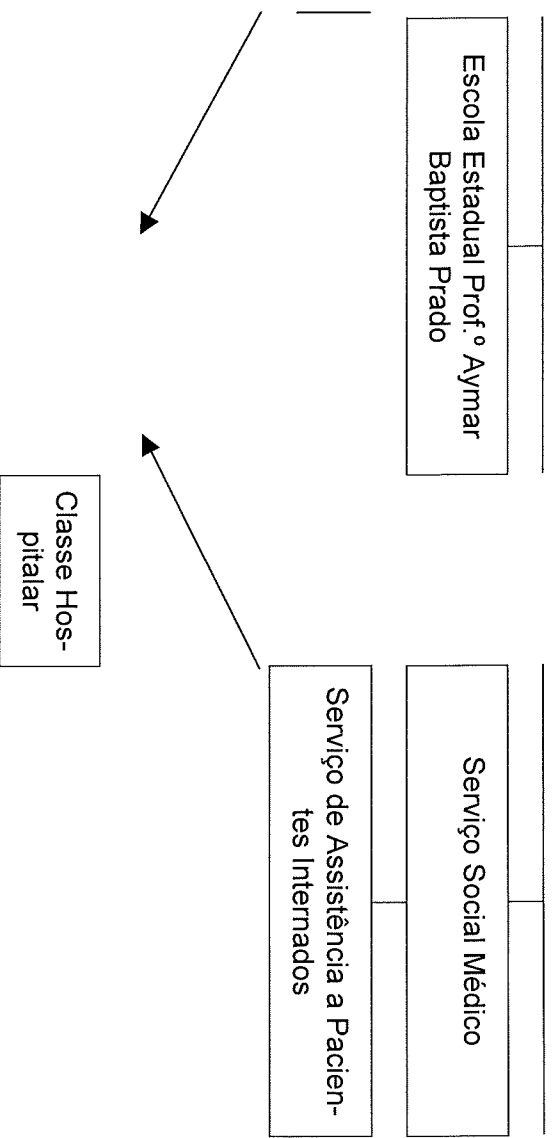 Escola Estadual Prof.º Aymar
Baptista Prado
Serviço Social Médico
Serviço de Assistência a Pacien-
tes Internados
Classe Hos-
pitalar